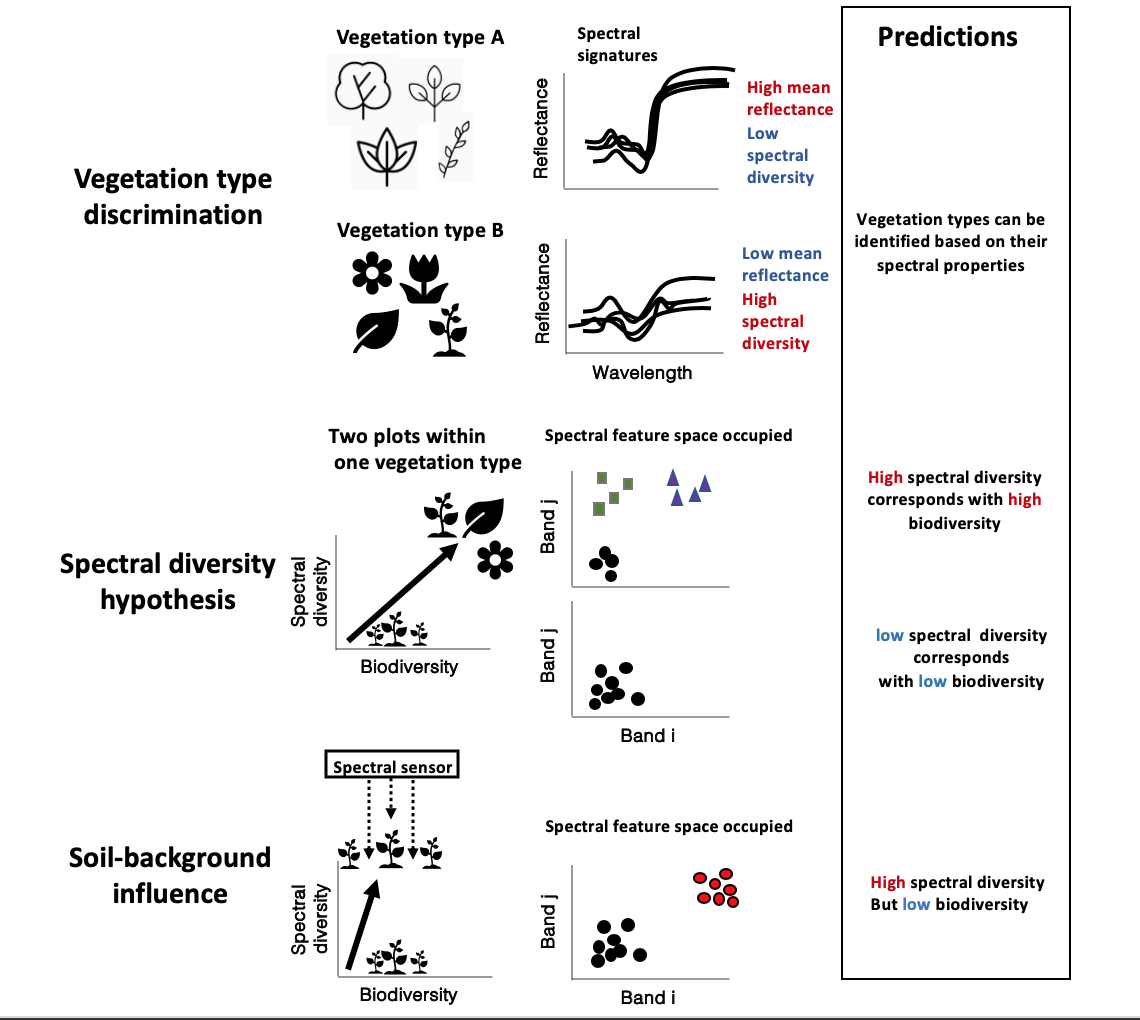 Predictions
Vegetation type
discrimination
Vegetation type A
Spectral
signatures
Reflectance
High mean
reflectance
Low
spectral
diversity
Vegetation type B
Reflectance
Wavelength
Low mean
reflectance
High
spectral
diversity
Vegetation types can be
identified based on their
spectral properties
Spectral diversity
hypothesis
Two plots within
one vegetation type
Spectral
diversity
Biodiversity
Spectral feature space occupied
Band j
Band j
Band i
High spectral diversity
corresponds with high
biodiversity
low spectral diversity
corresponds
with low biodiversity
Soil-background
influence
Spectral sensor
Spectral
diversity
Biodiversity
Spectral feature space occupied
Band j
Band i
High spectral diversity
But low biodiversity